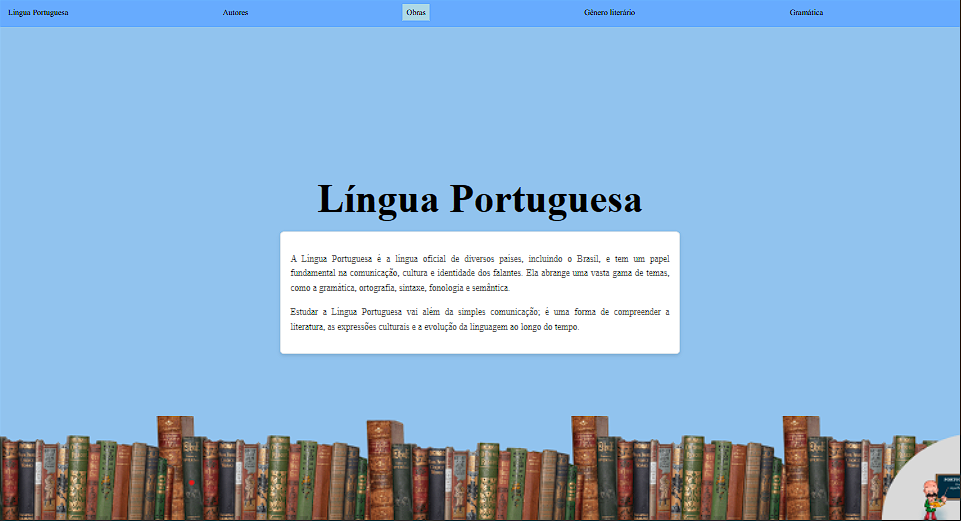 Língua Portuguesa
Autores
Obras
Gênero literário
Gramática
Língua Portuguesa
A Língua Portuguesa é a língua oficial de diversos países, incluindo o Brasil, e tem um papel
fundamental na comunicação, cultura e identidade dos falantes. Ela abrange uma vasta gama de temas,
como a gramática, ortografia, sintaxe, fonologia e semântica.
Estudar a Língua Portuguesa vai além da simples comunicação; é uma forma de compreender a
literatura, as expressões culturais e a evolução da linguagem ao longo do tempo.